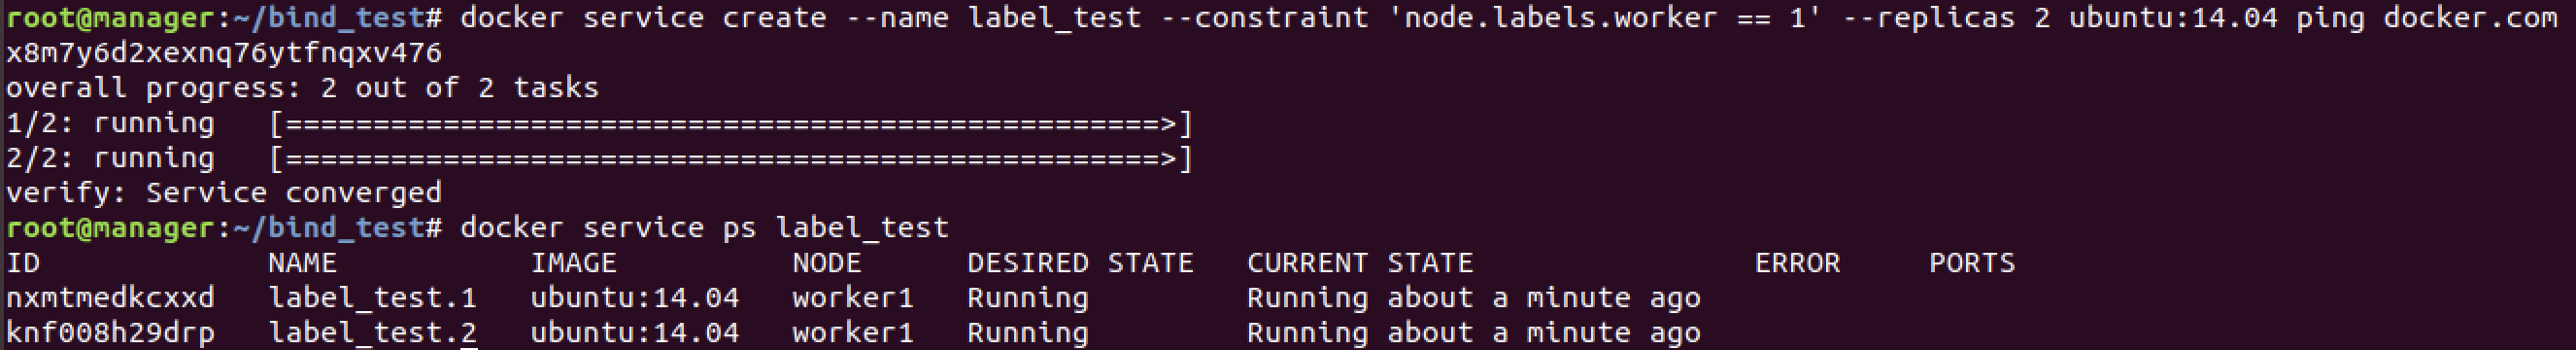 root@manager:~/bind_test# docker service create --name label_test --constraint 'node.labels.worker == 1' --replicas 2 ubuntu:14.04 ping docker.com
x8m7y6d2xexnq76ytfnqxv476
overall progress: 2 out of 2 tasks
1/2: running   [==================================================>]
2/2: running   [==================================================>]
verify: Service converged
root@manager:~/bind_test# docker service ps label_test
ID             NAME           IMAGE          NODE      DESIRED STATE   CURRENT STATE                ERROR     PORTS
nxmtmedkcxxd   label_test.1   ubuntu:14.04   worker1   Running         Running about a minute ago
knf008h29drp   label_test.2   ubuntu:14.04   worker1   Running         Running about a minute ago